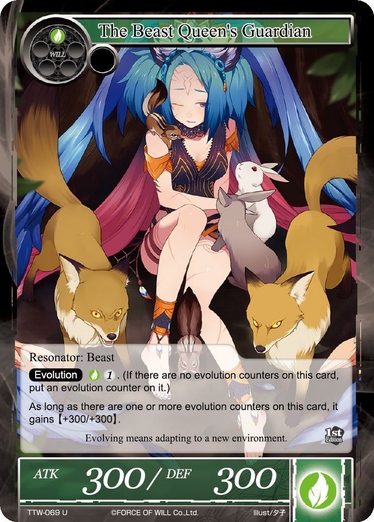 The Beast Queen's Guardian
WILL
Resonator: Beast
Evolution 1 . (If there are no evolution counters on this card,
put an evolution counter on it.)
As long as there are one or more evolution counters on this card, it
gains 【+300/+300】.
Evolving means adapting to a new environment.
1st
Edition
ATK 300 / DEF 300
TTW-069 U ©FORCE OF WILL Co.,Ltd. Illust/夕子